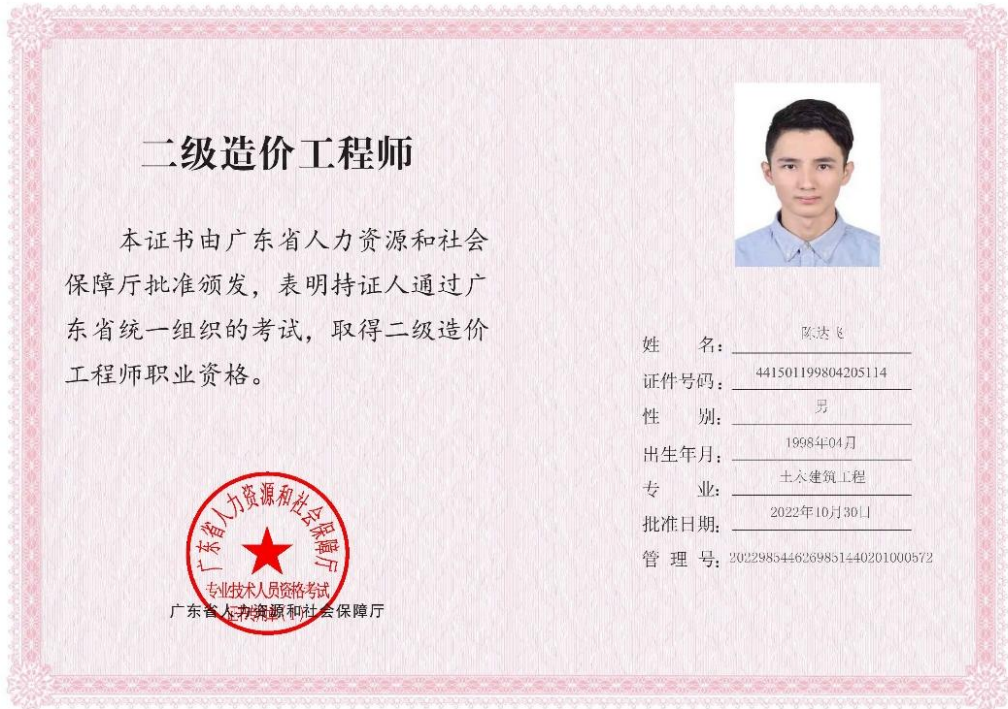 二级造价工程师
本证书由广东省人力资源和社会
保障厅批准颁发，表明持证人通过广
东省统一组织的考试，取得二级造价
工程师职业资格。
广东省人力资源和社会保障厅
专业技术人员资格考试
广东省人力资源和社会保障厅
姓 名：陈达飞
证件号码：441501199804205114
性 别：男
出生年月：1998年04月
专 业：土木建筑工程
批准日期：2022年10月30日
管 理 号：20229854462698514402010005​72